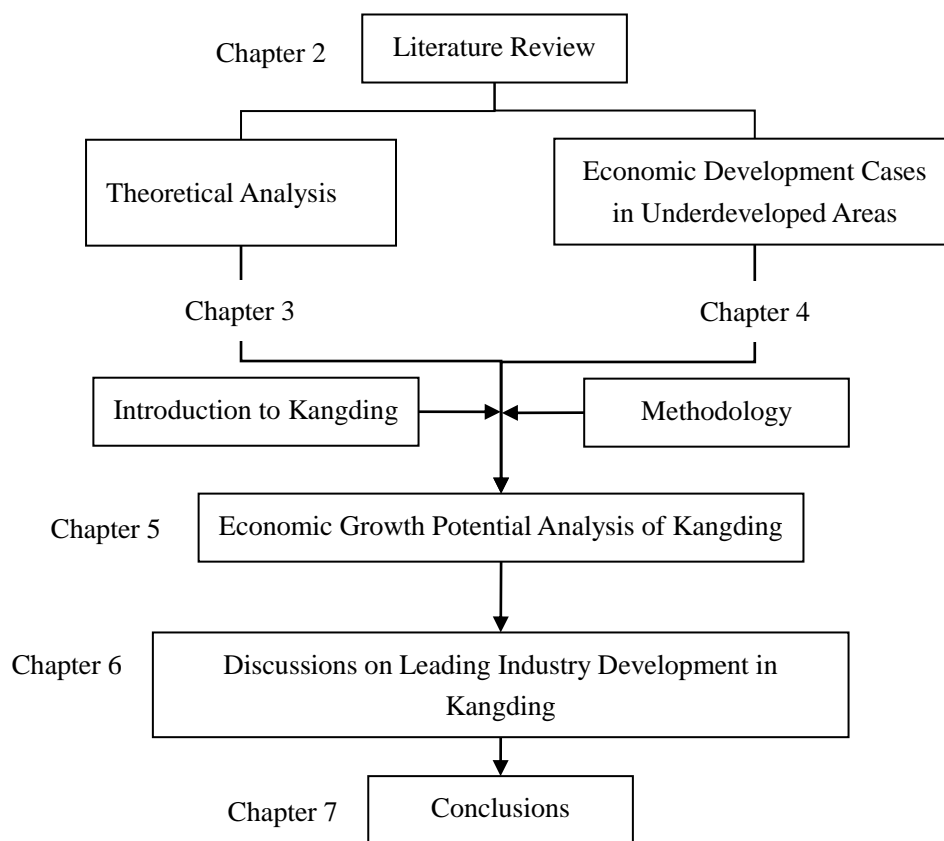 Chapter 2
Literature Review
Theoretical Analysis
Economic Development Cases
in Underdeveloped Areas
Chapter 3
Chapter 4
Introduction to Kangding
Methodology
Chapter 5
Economic Growth Potential Analysis of Kangding
Chapter 6
Discussions on Leading Industry Development in
Kangding
Chapter 7
Conclusions